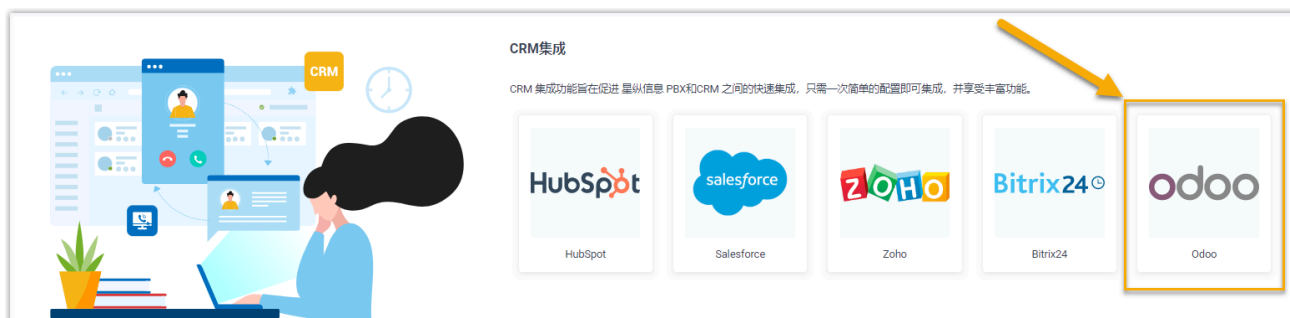 CRM
CRM集成
CRM 集成功能旨在促进 星纵信息 PBX和CRM 之间的快速集成，只需一次简单的配置即可集成，并享受丰富功能。
HubSpot
salesforce
ZOHO
Bitrix24
odoo
HubSpot
Salesforce
Zoho
Bitrix24
Odoo